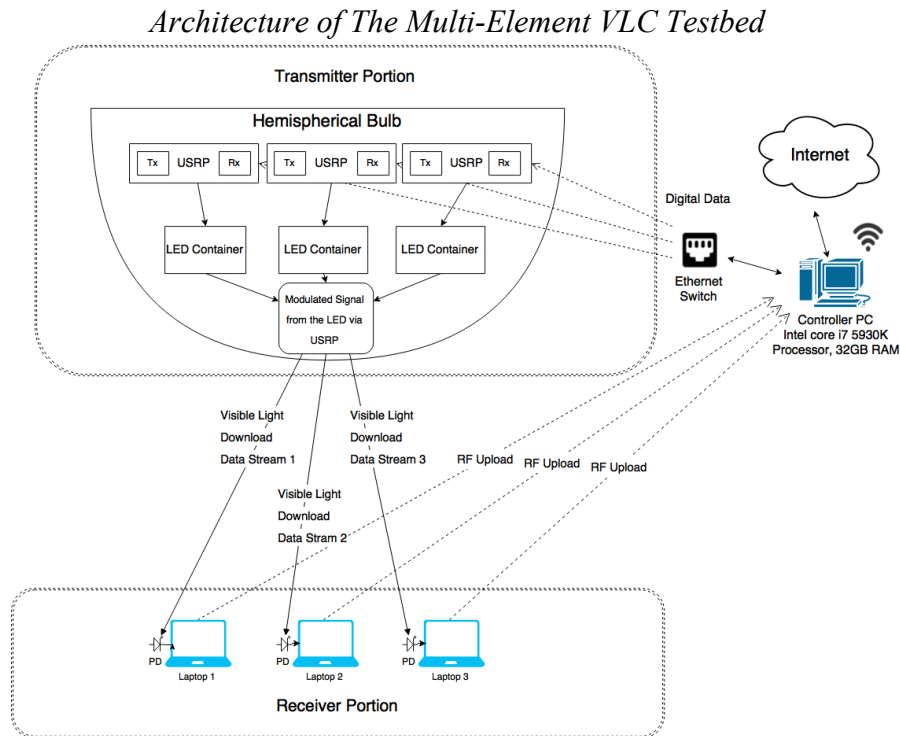 Architecture of The Multi-Element VLC Testbed
Transmitter Portion
Hemispherical Bulb
Tx USRP Rx
Tx USRP Rx
Tx USRP Rx
LED Container
LED Container
LED Container
Modulated Signal
from the LED via
USRP
Internet
Digital Data
Ethernet
Switch
Controller PC
Intel core i7 5930K
Processor, 32GB RAM
Visible Light
Download
Data Stream 1
Visible Light
Download
Data Stram 2
Visible Light
Download
Data Stream 3
RF Upload
RF Upload
RF Upload
PD
Laptop 1
PD
Laptop 2
PD
Laptop 3
Receiver Portion